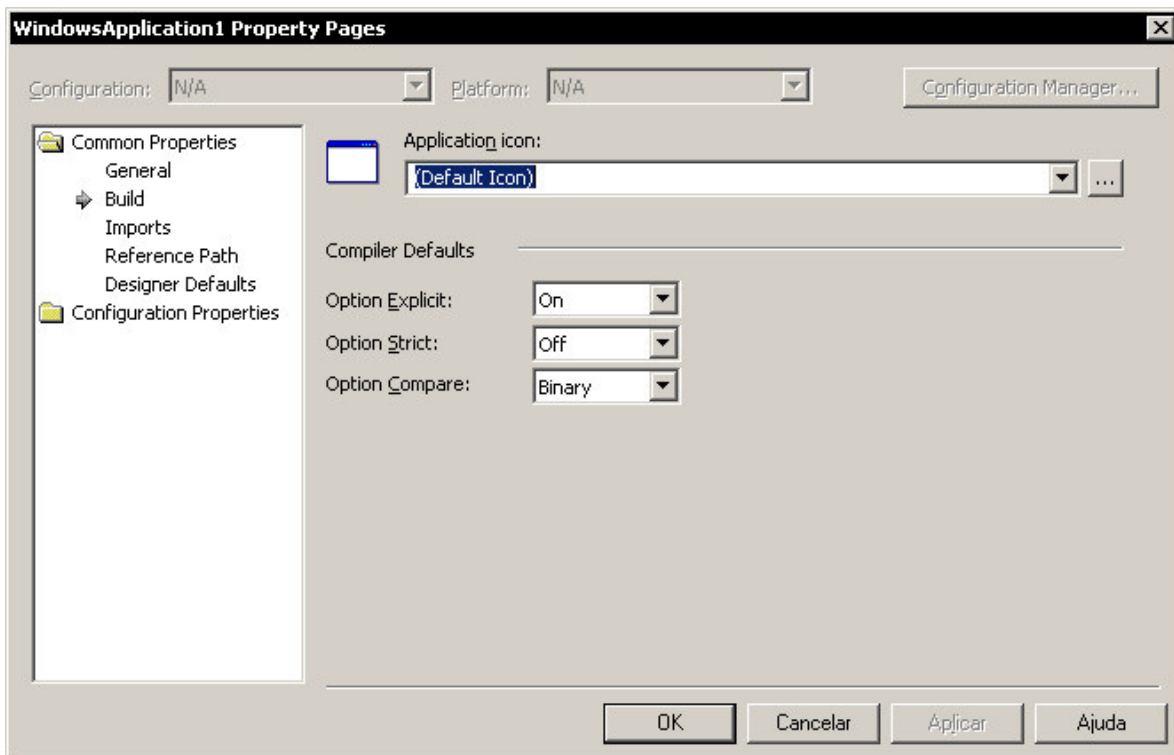 WindowsApplication1 Property Pages
Configuration: N/A Platform: N/A Configuration Manager...
Common Properties
General
Build
Imports
Reference Path
Designer Defaults
Configuration Properties
Application icon:
(Default Icon) ...
Compiler Defaults
Option Explicit: On
Option Strict: Off
Option Compare: Binary
OK Cancelar Aplicar Ajuda